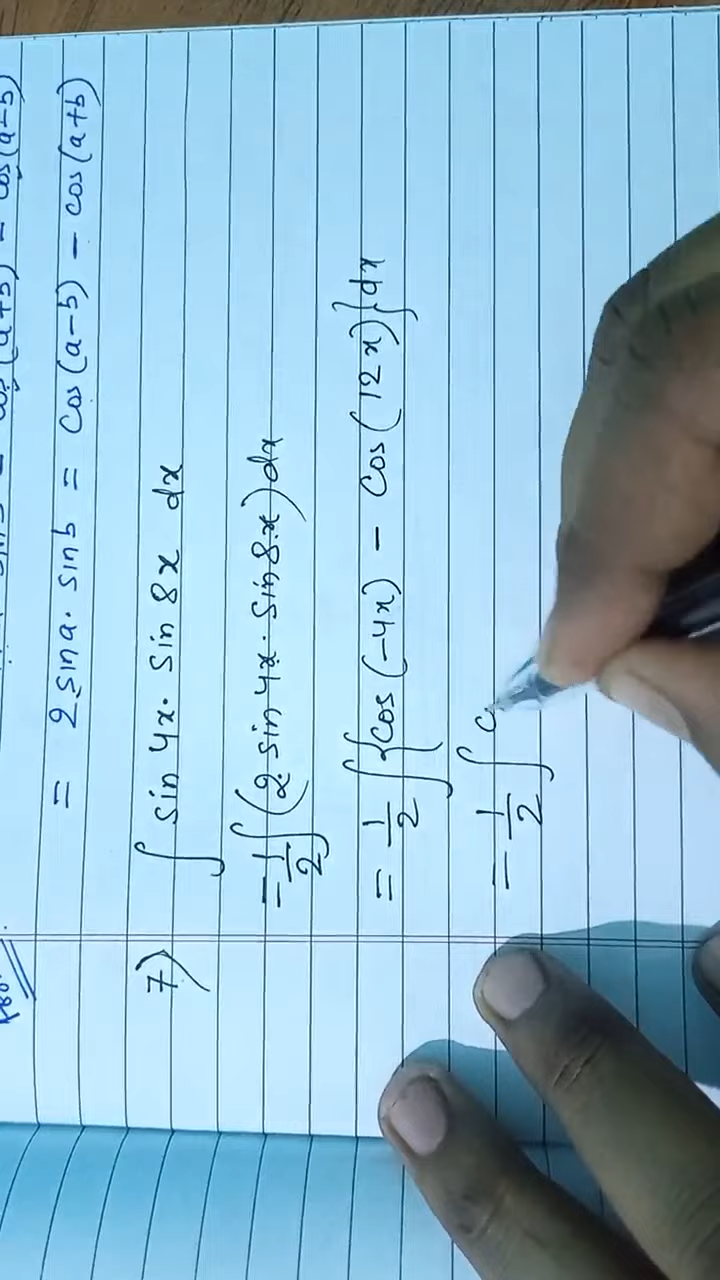 = 2 sin a · sin b = cos(a-b) - cos(a+b)
7) ∫ sin 4x · sin 8x dx
= 1/2 ∫ (2 sin 4x · sin 8x) dx
= 1/2 ∫ {cos(-4x) - cos(12x)} dx
= 1/2 ∫ c